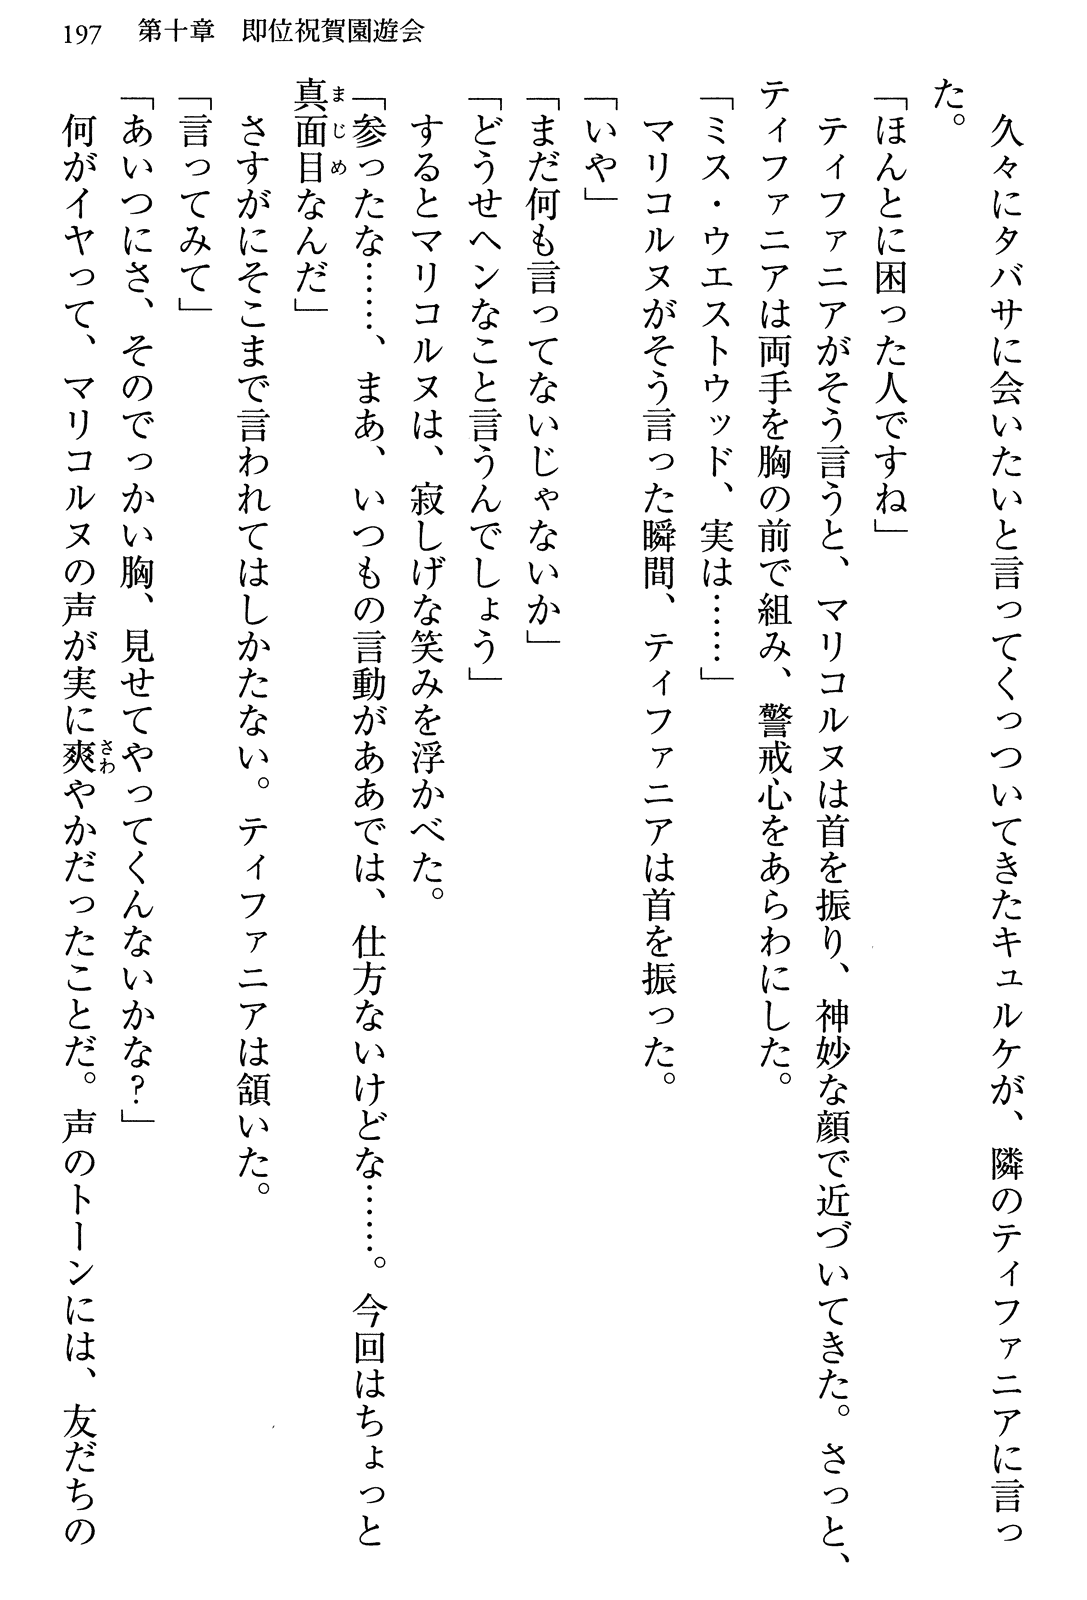 197 第十章 即位祝賀園遊会
久々にタバサに会いたいと言ってくっついてきたキュルケが、隣のティファニアに言っ
た。
「ほんとに困った人ですね」
ティファニアがそう言うと、マリコルヌは首を振り、神妙な顔で近づいてきた。さっと、
ティファニアは両手を胸の前で組み、警戒心をあらわにした。
「ミス・ウエストウッド、実は……」
マリコルヌがそう言った瞬間、ティファニアは首を振った。
「いや」
「まだ何も言ってないじゃないか」
「どうせヘンなこと言うんでしょう」
するとマリコルヌは、寂しげな笑みを浮かべた。
「参ったな……、まあ、いつもの言動がああでは、仕方ないけどな……。今回はちょっと
真面目なんだ」
さすがにそこまで言われてはしかたない。ティファニアは頷いた。
「言ってみて」
「あいつにさ、そのでっかい胸、見せてやってくんないかな?」
何がイヤって、マリコルヌの声が実に爽やかだったことだ。声のトーンには、友だちの